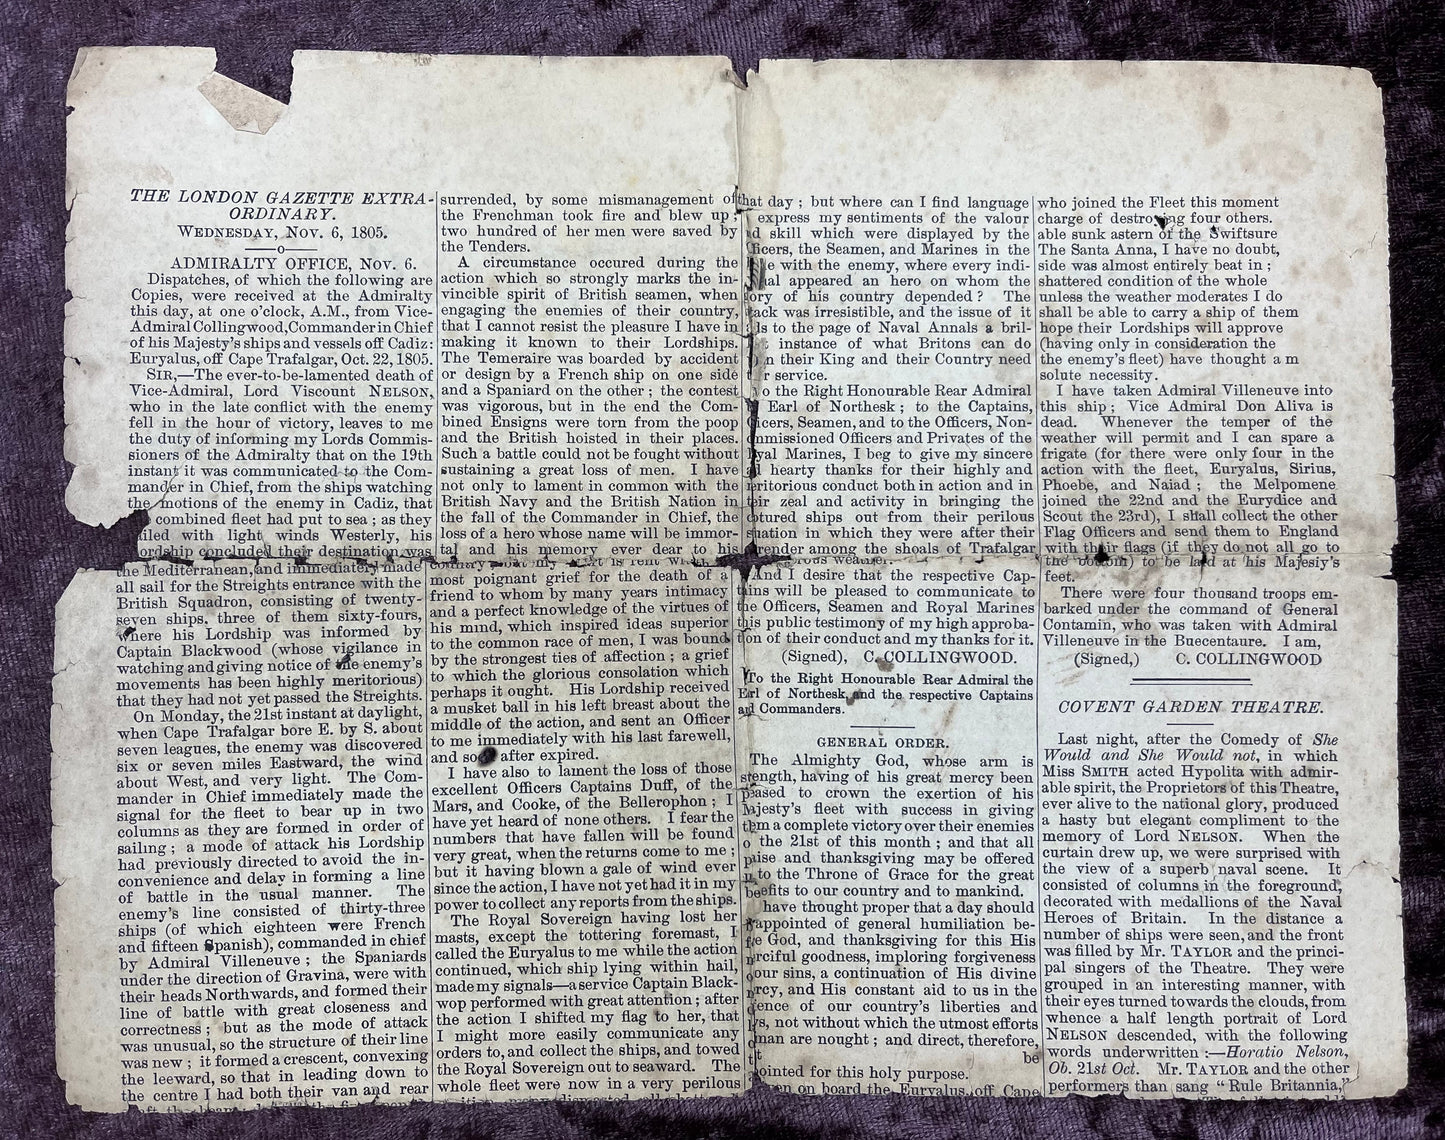 THE LONDON GAZETTE EXTRA-
ORDINARY.
WEDNESDAY, NOV. 6, 1805.
ADMIRALTY OFFICE, NOV. 6.
Dispatches, of which the following are
Copies, were received at the Admiralty
this day, at one o'clock, A.M., from Vice-
Admiral Collingwood, Commander in Chief
of his Majesty's ships and vessels off Cadiz:
Euryalus, off Cape Trafalgar, Oct. 22, 1805.
SIR,—The ever-to-be-lamented death of
Vice-Admiral, Lord Viscount NELSON,
who in the late conflict with the enemy
fell in the hour of victory, leaves to me
the duty of informing my Lords Commis-
sioners of the Admiralty that on the 19th
instant it was communicated to the Com-
mander in Chief, from the ships watching
the motions of the enemy in Cadiz, that
combined fleet had put to sea; as they
iled with light winds Westerly, his
ordship concluded their destination was
the Mediterranean, and immediately made
all sail for the Streights entrance with the
British Squadron, consisting of twenty-
seven ships, three of them sixty-fours,
where his Lordship was informed by
Captain Blackwood (whose vigilance in
watching and giving notice of the enemy's
movements has been highly meritorious)
that they had not yet passed the Streights.
On Monday, the 21st instant at daylight,
when Cape Trafalgar bore E. by S. about
seven leagues, the enemy was discovered
six or seven miles Eastward, the wind
about West, and very light. The Com-
mander in Chief immediately made the
signal for the fleet to bear up in two
columns as they are formed in order of
sailing; a mode of attack his Lordship
had previously directed to avoid the in-
convenience and delay in forming a line
of battle in the usual manner. The
enemy's line consisted of thirty-three
ships (of which eighteen were French
and fifteen Spanish), commanded in chief
by Admiral Villeneuve; the Spaniards
under the direction of Gravina, were with
their heads Northwards, and formed their
line of battle with great closeness and
correctness; but as the mode of attack
was unusual, so the structure of their line
was new; it formed a crescent, convexing
the leeward, so that in leading down to
the centre I had both their van and rear
surrended, by some mismanagement of
the Frenchman took fire and blew up;
two hundred of her men were saved by
the Tenders.
A circumstance occured during the
action which so strongly marks the in-
vincible spirit of British seamen, when
engaging the enemies of their country,
that I cannot resist the pleasure I have in
making it known to their Lordships.
The Temeraire was boarded by accident
or design by a French ship on one side
and a Spaniard on the other; the contest
was vigorous, but in the end the Com-
bined Ensigns were torn from the poop
and the British hoisted in their places.
Such a battle could not be fought without
sustaining a great loss of men. I have
not only to lament in common with the
British Navy and the British Nation in
the fall of the Commander in Chief, the
loss of a hero whose name will be immor-
tal and his memory ever dear to his
country
most poignant grief for the death of a
friend to whom by many years intimacy
and a perfect knowledge of the virtues of
his mind, which inspired ideas superior
to the common race of men, I was bound
by the strongest ties of affection; a grief
to which the glorious consolation which
perhaps it ought. His Lordship received
a musket ball in his left breast about the
middle of the action, and sent an Officer
to me immediately with his last farewell,
and soon after expired.
I have also to lament the loss of those
excellent Officers Captains Duff, of the
Mars, and Cooke, of the Bellerophon; I
have yet heard of none others. I fear the
numbers that have fallen will be found
very great, when the returns come to me;
but it having blown a gale of wind ever
since the action, I have not yet had it in my
power to collect any reports from the ships.
The Royal Sovereign having lost her
masts, except the tottering foremast, I
called the Euryalus to me while the action
continued, which ship lying within hail,
made my signals—a service Captain Black-
wop performed with great attention; after
the action I shifted my flag to her, that
I might more easily communicate any
orders to, and collect the ships, and towed
the Royal Sovereign out to seaward. The
whole fleet were now in a very perilous
that day; but where can I find language
express my sentiments of the valour
d skill which were displayed by the
ficers, the Seamen, and Marines in the
with the enemy, where every indi-
al appeared an hero on whom the
ory of his country depended? The
ack was irresistible, and the issue of it
ds to the page of Naval Annals a bril-
instance of what Britons can do
n their King and their Country need
r service.
o the Right Honourable Rear Admiral
Earl of Northesk; to the Captains,
icers, Seamen, and to the Officers, Non-
mmissioned Officers and Privates of the
yal Marines, I beg to give my sincere
d hearty thanks for their highly and
eritorious conduct both in action and in
eir zeal and activity in bringing the
ptured ships out from their perilous
uation in which they were after their
rrender among the shoals of Trafalgar
rous weather.
And I desire that the respective Cap-
tains will be pleased to communicate to
the Officers, Seamen and Royal Marines
this public testimony of my high approba-
tion of their conduct and my thanks for it.
(Signed), C. COLLINGWOOD.
To the Right Honourable Rear Admiral the
Earl of Northesk, and the respective Captains
and Commanders.
GENERAL ORDER.
The Almighty God, whose arm is
stength, having of his great mercy been
peased to crown the exertion of his
Majesty's fleet with success in giving
them a complete victory over their enemies
o the 21st of this month; and that all
paise and thanksgiving may be offered
up to the Throne of Grace for the great
beefits to our country and to mankind.
have thought proper that a day should
appointed of general humiliation be-
fre God, and thanksgiving for this His
rciful goodness, imploring forgiveness
our sins, a continuation of His divine
rcy, and His constant aid to us in the
fence of our country's liberties and
ws, not without which the utmost efforts
man are nought; and direct, therefore,
t be
ointed for this holy purpose.
en on board the Euryalus, off Cape
who joined the Fleet this moment
charge of destroying four others.
able sunk astern of the Swiftsure
The Santa Anna, I have no doubt,
side was almost entirely beat in;
shattered condition of the whole
unless the weather moderates I do
shall be able to carry a ship of them
hope their Lordships will approve
(having only in consideration the
the enemy's fleet) have thought a m
solute necessity.
I have taken Admiral Villeneuve into
this ship; Vice Admiral Don Aliva is
dead. Whenever the temper of the
weather will permit and I can spare a
frigate (for there were only four in the
action with the fleet, Euryalus, Sirius,
Phoebe, and Naiad; the Melpomene
joined the 22nd and the Eurydice and
Scout the 23rd), I shall collect the other
Flag Officers and send them to England
with their flags (if they do not all go to
the bottom) to be laid at his Majesiy's
feet.
There were four thousand troops em-
barked under the command of General
Contamin, who was taken with Admiral
Villeneuve in the Buecentaure. I am,
(Signed,) C. COLLINGWOOD
COVENT GARDEN THEATRE.
Last night, after the Comedy of She
Would and She Would not, in which
Miss SMITH acted Hypolita with admir-
able spirit, the Proprietors of this Theatre,
ever alive to the national glory, produced
a hasty but elegant compliment to the
memory of Lord NELSON. When the
curtain drew up, we were surprised with
the view of a superb naval scene. It
consisted of columns in the foreground,
decorated with medallions of the Naval
Heroes of Britain. In the distance a
number of ships were seen, and the front
was filled by Mr. TAYLOR and the princi-
pal singers of the Theatre. They were
grouped in an interesting manner, with
their eyes turned towards the clouds, from
whence a half length portrait of Lord
NELSON descended, with the following
words underwritten:—Horatio Nelson,
Ob. 21st Oct. Mr. TAYLOR and the other
performers than sang "Rule Britannia,"